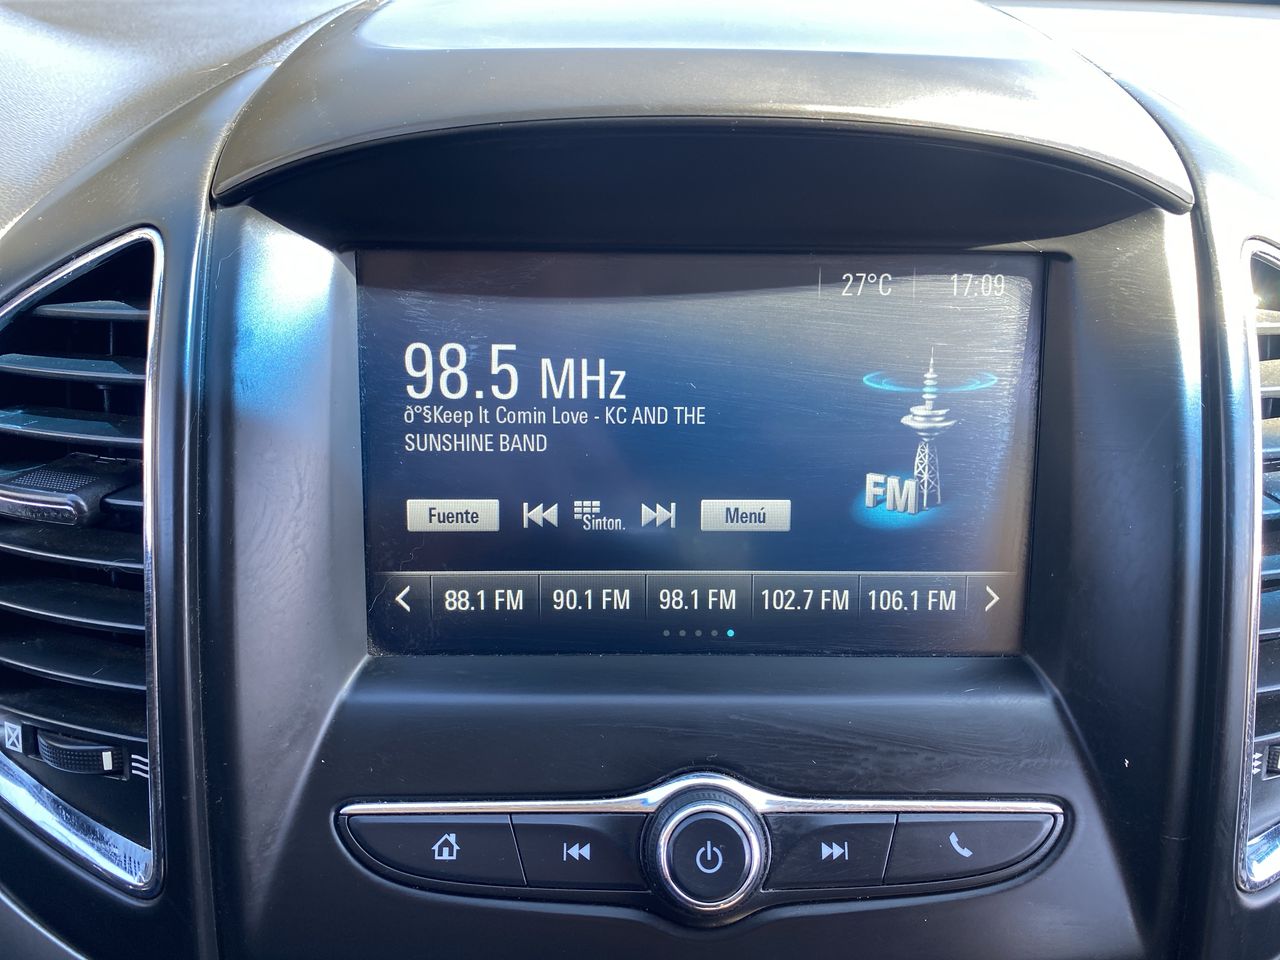 27°C 17:09
98.5 MHz
ð°§Keep It Comin Love - KC AND THE
SUNSHINE BAND
FM
Fuente Sinton. Menú
88.1 FM 90.1 FM 98.1 FM 102.7 FM 106.1 FM